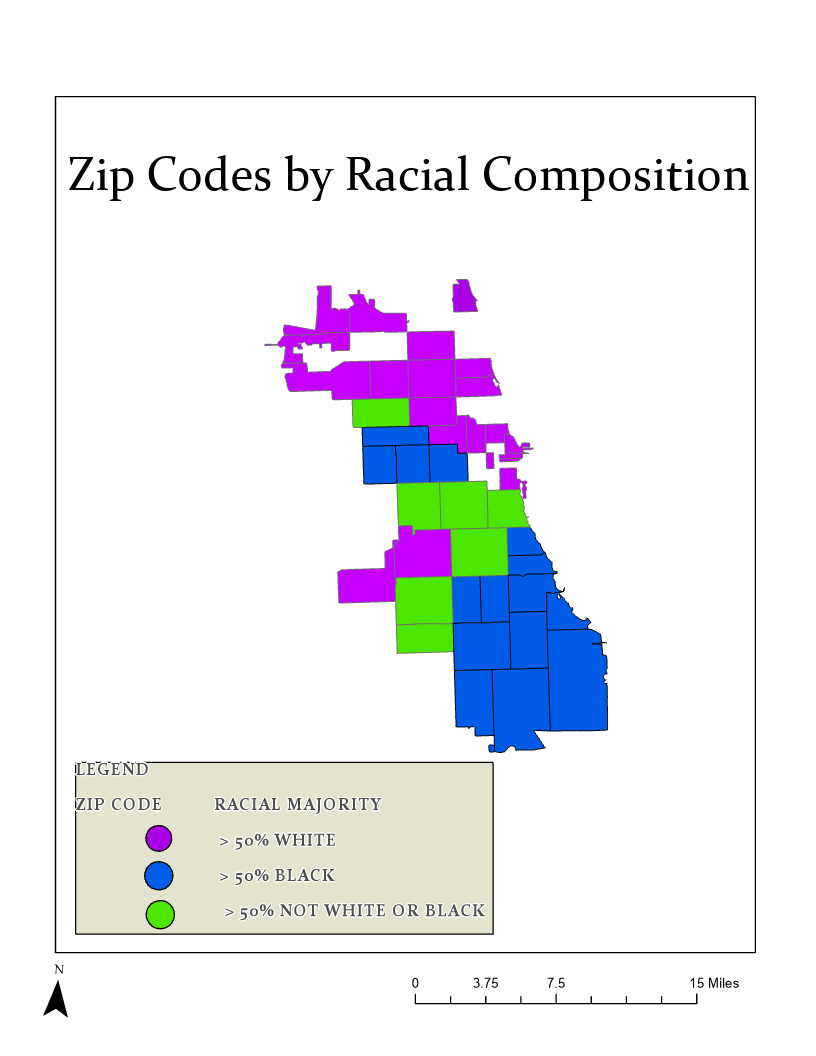 Zip Codes by Racial Composition
LEGEND
ZIP CODE RACIAL MAJORITY
> 50% WHITE
> 50% BLACK
> 50% NOT WHITE OR BLACK
N
0 3.75 7.5 15 Miles